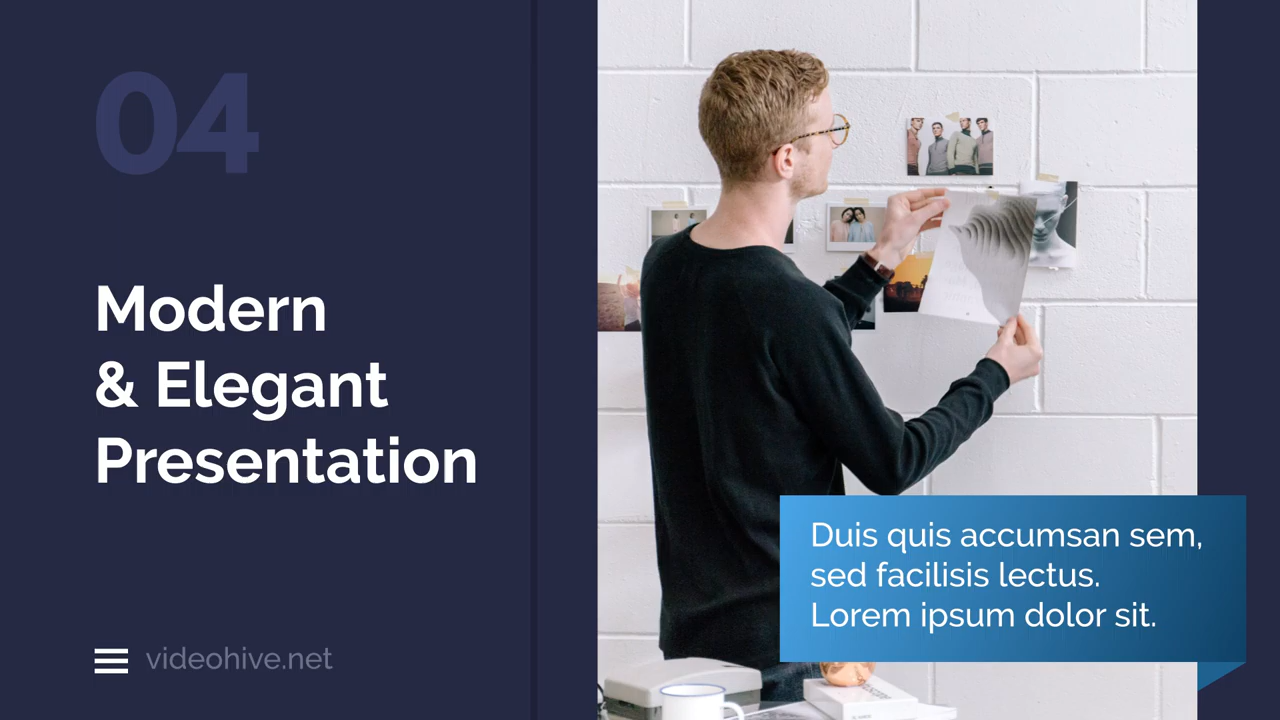 04
Modern
& Elegant
Presentation
videohive.net
Duis quis accumsan sem,
sed facilisis lectus.
Lorem ipsum dolor sit.